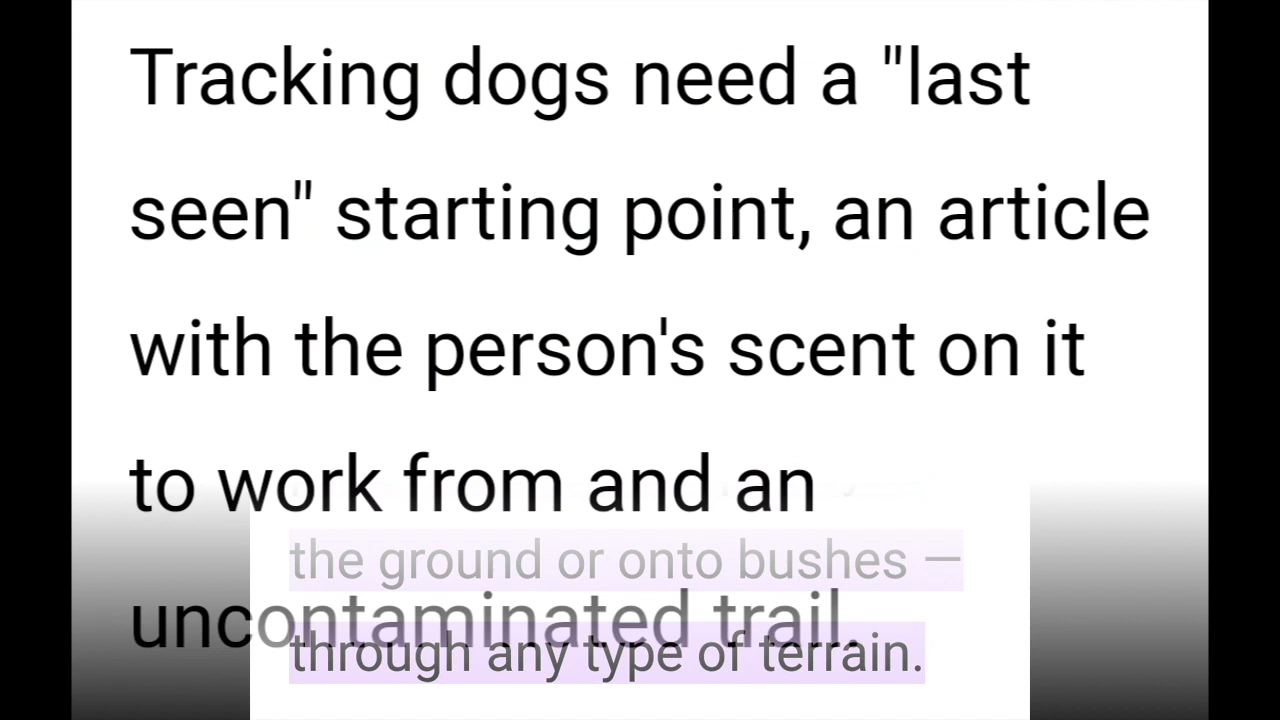 Tracking dogs need a "last
seen" starting point, an article
with the person's scent on it
to work from and an
the ground or onto bushes —
uncontaminated trail.
through any type of terrain.